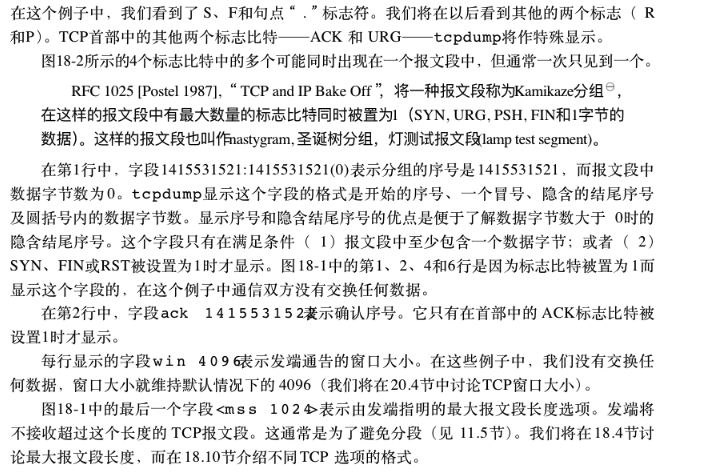 在这个例子中，我们看到了 S、F和句点“ . ”标志符。我们将在以后看到其他的两个标志（ R
和P）。TCP首部中的其他两个标志比特——ACK 和 URG——tcpdump将作特殊显示。
图18-2所示的4个标志比特中的多个可能同时出现在一个报文段中，但通常一次只见到一个。
RFC 1025 [Postel 1987]，“ TCP and IP Bake Off ”，将一种报文段称为Kamikaze分组⊖，
在这样的报文段中有最大数量的标志比特同时被置为1（SYN, URG, PSH, FIN和1字节的
数据）。这样的报文段也叫作nastygram, 圣诞树分组，灯测试报文段(lamp test segment)。
在第1行中，字段1415531521:1415531521(0)表示分组的序号是1415531521，而报文段中
数据字节数为0。tcpdump显示这个字段的格式是开始的序号、一个冒号、隐含的结尾序号
及圆括号内的数据字节数。显示序号和隐含结尾序号的优点是便于了解数据字节数大于 0时的
隐含结尾序号。这个字段只有在满足条件（ 1）报文段中至少包含一个数据字节；或者（ 2）
SYN、FIN或RST被设置为1时才显示。图18-1中的第1、2、4和6行是因为标志比特被置为1而
显示这个字段的，在这个例子中通信双方没有交换任何数据。
在第2行中，字段ack 1415531522表示确认序号。它只有在首部中的 ACK标志比特被
设置1时才显示。
每行显示的字段win 4096表示发端通告的窗口大小。在这些例子中，我们没有交换任
何数据，窗口大小就维持默认情况下的 4096（我们将在20.4节中讨论TCP窗口大小）。
图18-1中的最后一个字段<mss 1024>表示由发端指明的最大报文段长度选项。发端将
不接收超过这个长度的 TCP报文段。这通常是为了避免分段（见 11.5节）。我们将在18.4节讨
论最大报文段长度，而在18.10节介绍不同TCP 选项的格式。